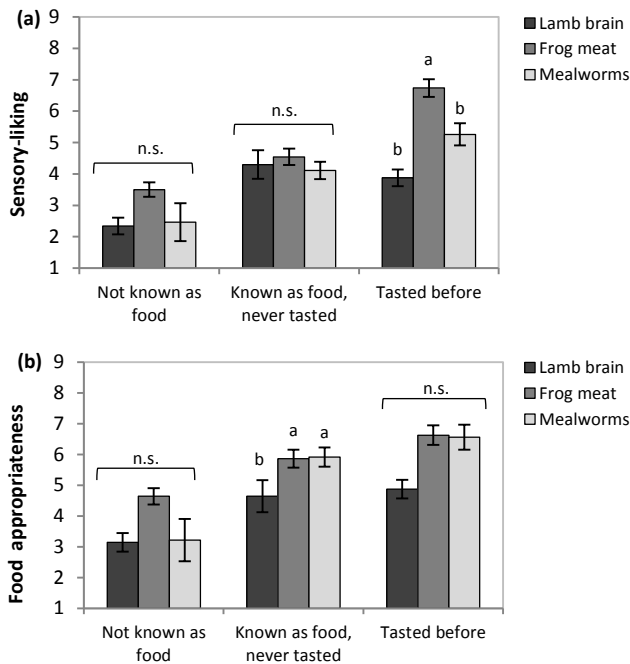 (a)
Sensory-liking
9
8
7
6
5
4
3
2
1
n.s.
n.s.
b
a
b
Not known as
food
Known as food,
never tasted
Tasted before
Lamb brain
Frog meat
Mealworms
(b)
Food appropriateness
9
8
7
6
5
4
3
2
1
n.s.
b
a
a
n.s.
Not known as
food
Known as food,
never tasted
Tasted before
Lamb brain
Frog meat
Mealworms